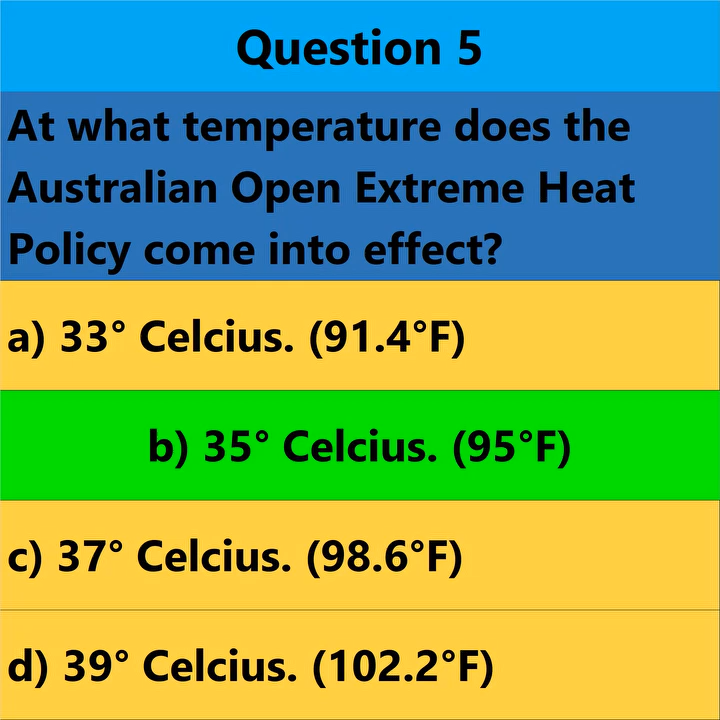 Question 5
At what temperature does the
Australian Open Extreme Heat
Policy come into effect?
a) 33° Celcius. (91.4°F)
b) 35° Celcius. (95°F)
c) 37° Celcius. (98.6°F)
d) 39° Celcius. (102.2°F)